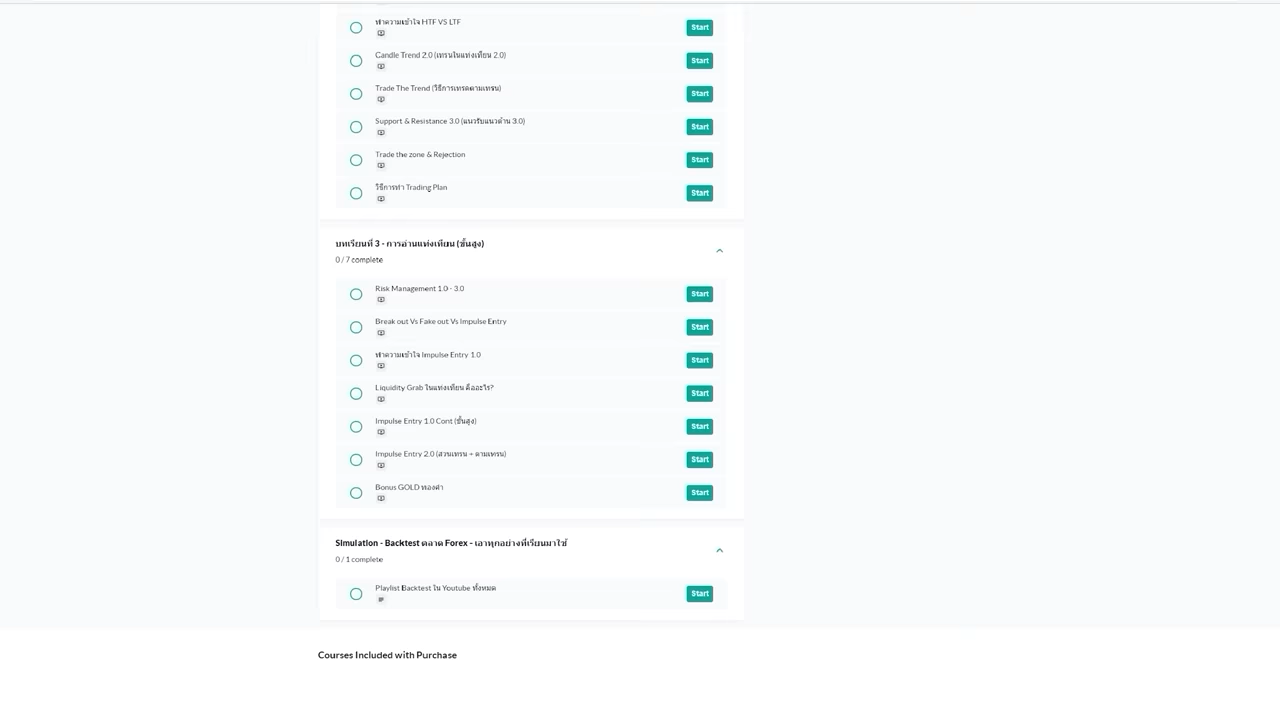 ทำความเข้าใจ HTF VS LTF
Start
Candle Trend 2.0 (เทรนในแท่งเทียน 2.0)
Start
Trade The Trend (วิธีการเทรดตามเทรน)
Start
Support & Resistance 3.0 (แนวรับแนวต้าน 3.0)
Start
Trade the zone & Rejection
Start
วิธีการทำ Trading Plan
Start
บทเรียนที่ 3 - การอ่านแท่งเทียน (ขั้นสูง)
0 / 7 complete
Risk Management 1.0 - 3.0
Start
Break out Vs Fake out Vs Impulse Entry
Start
ทำความเข้าใจ Impulse Entry 1.0
Start
Liquidity Grab ในแท่งเทียน คืออะไร?
Start
Impulse Entry 1.0 Cont (ขั้นสูง)
Start
Impulse Entry 2.0 (สวนเทรน + ตามเทรน)
Start
Bonus GOLD ทองคำ
Start
Simulation - Backtest ตลาด Forex - เอาทุกอย่างที่เรียนมาใช้
0 / 1 complete
Playlist Backtest ใน Youtube ทั้งหมด
Start
Courses Included with Purchase